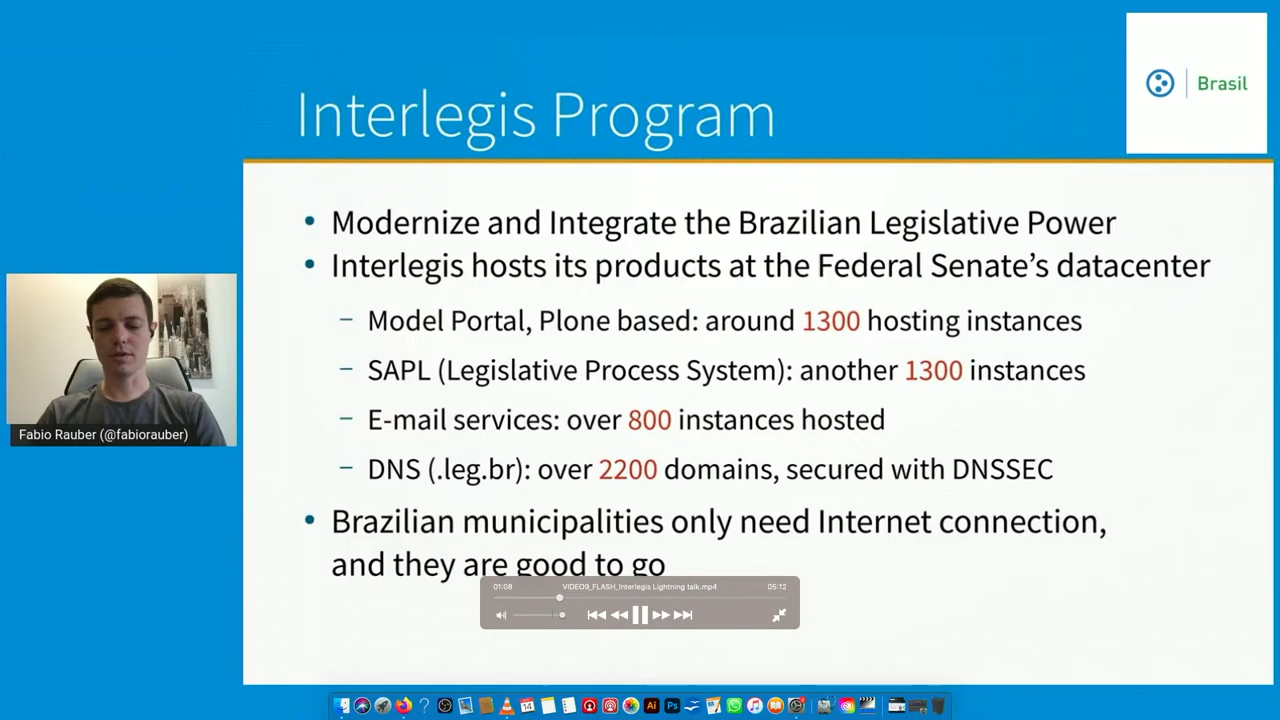 Brasil
Interlegis Program
• Modernize and Integrate the Brazilian Legislative Power
• Interlegis hosts its products at the Federal Senate’s datacenter
– Model Portal, Plone based: around 1300 hosting instances
– SAPL (Legislative Process System): another 1300 instances
– E-mail services: over 800 instances hosted
– DNS (.leg.br): over 2200 domains, secured with DNSSEC
• Brazilian municipalities only need Internet connection,
and they are good to go
Fabio Rauber (@fabiorauber)
01:08 VIDEO9_FLASH_Interlegis Lightning talk.mp4 05:12
14
Ai
Ps